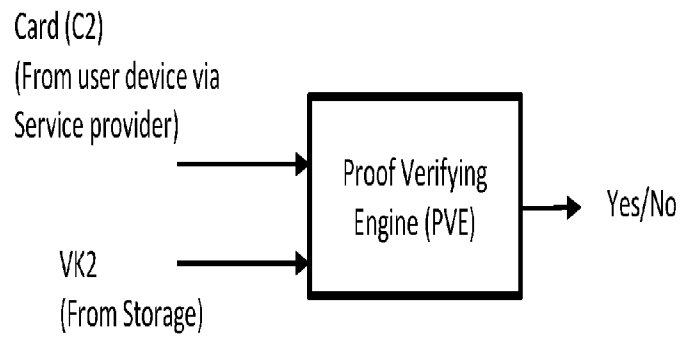 Card (C2)
(From user device via
Service provider)
Proof Verifying
Engine (PVE)
Yes/No
VK2
(From Storage)